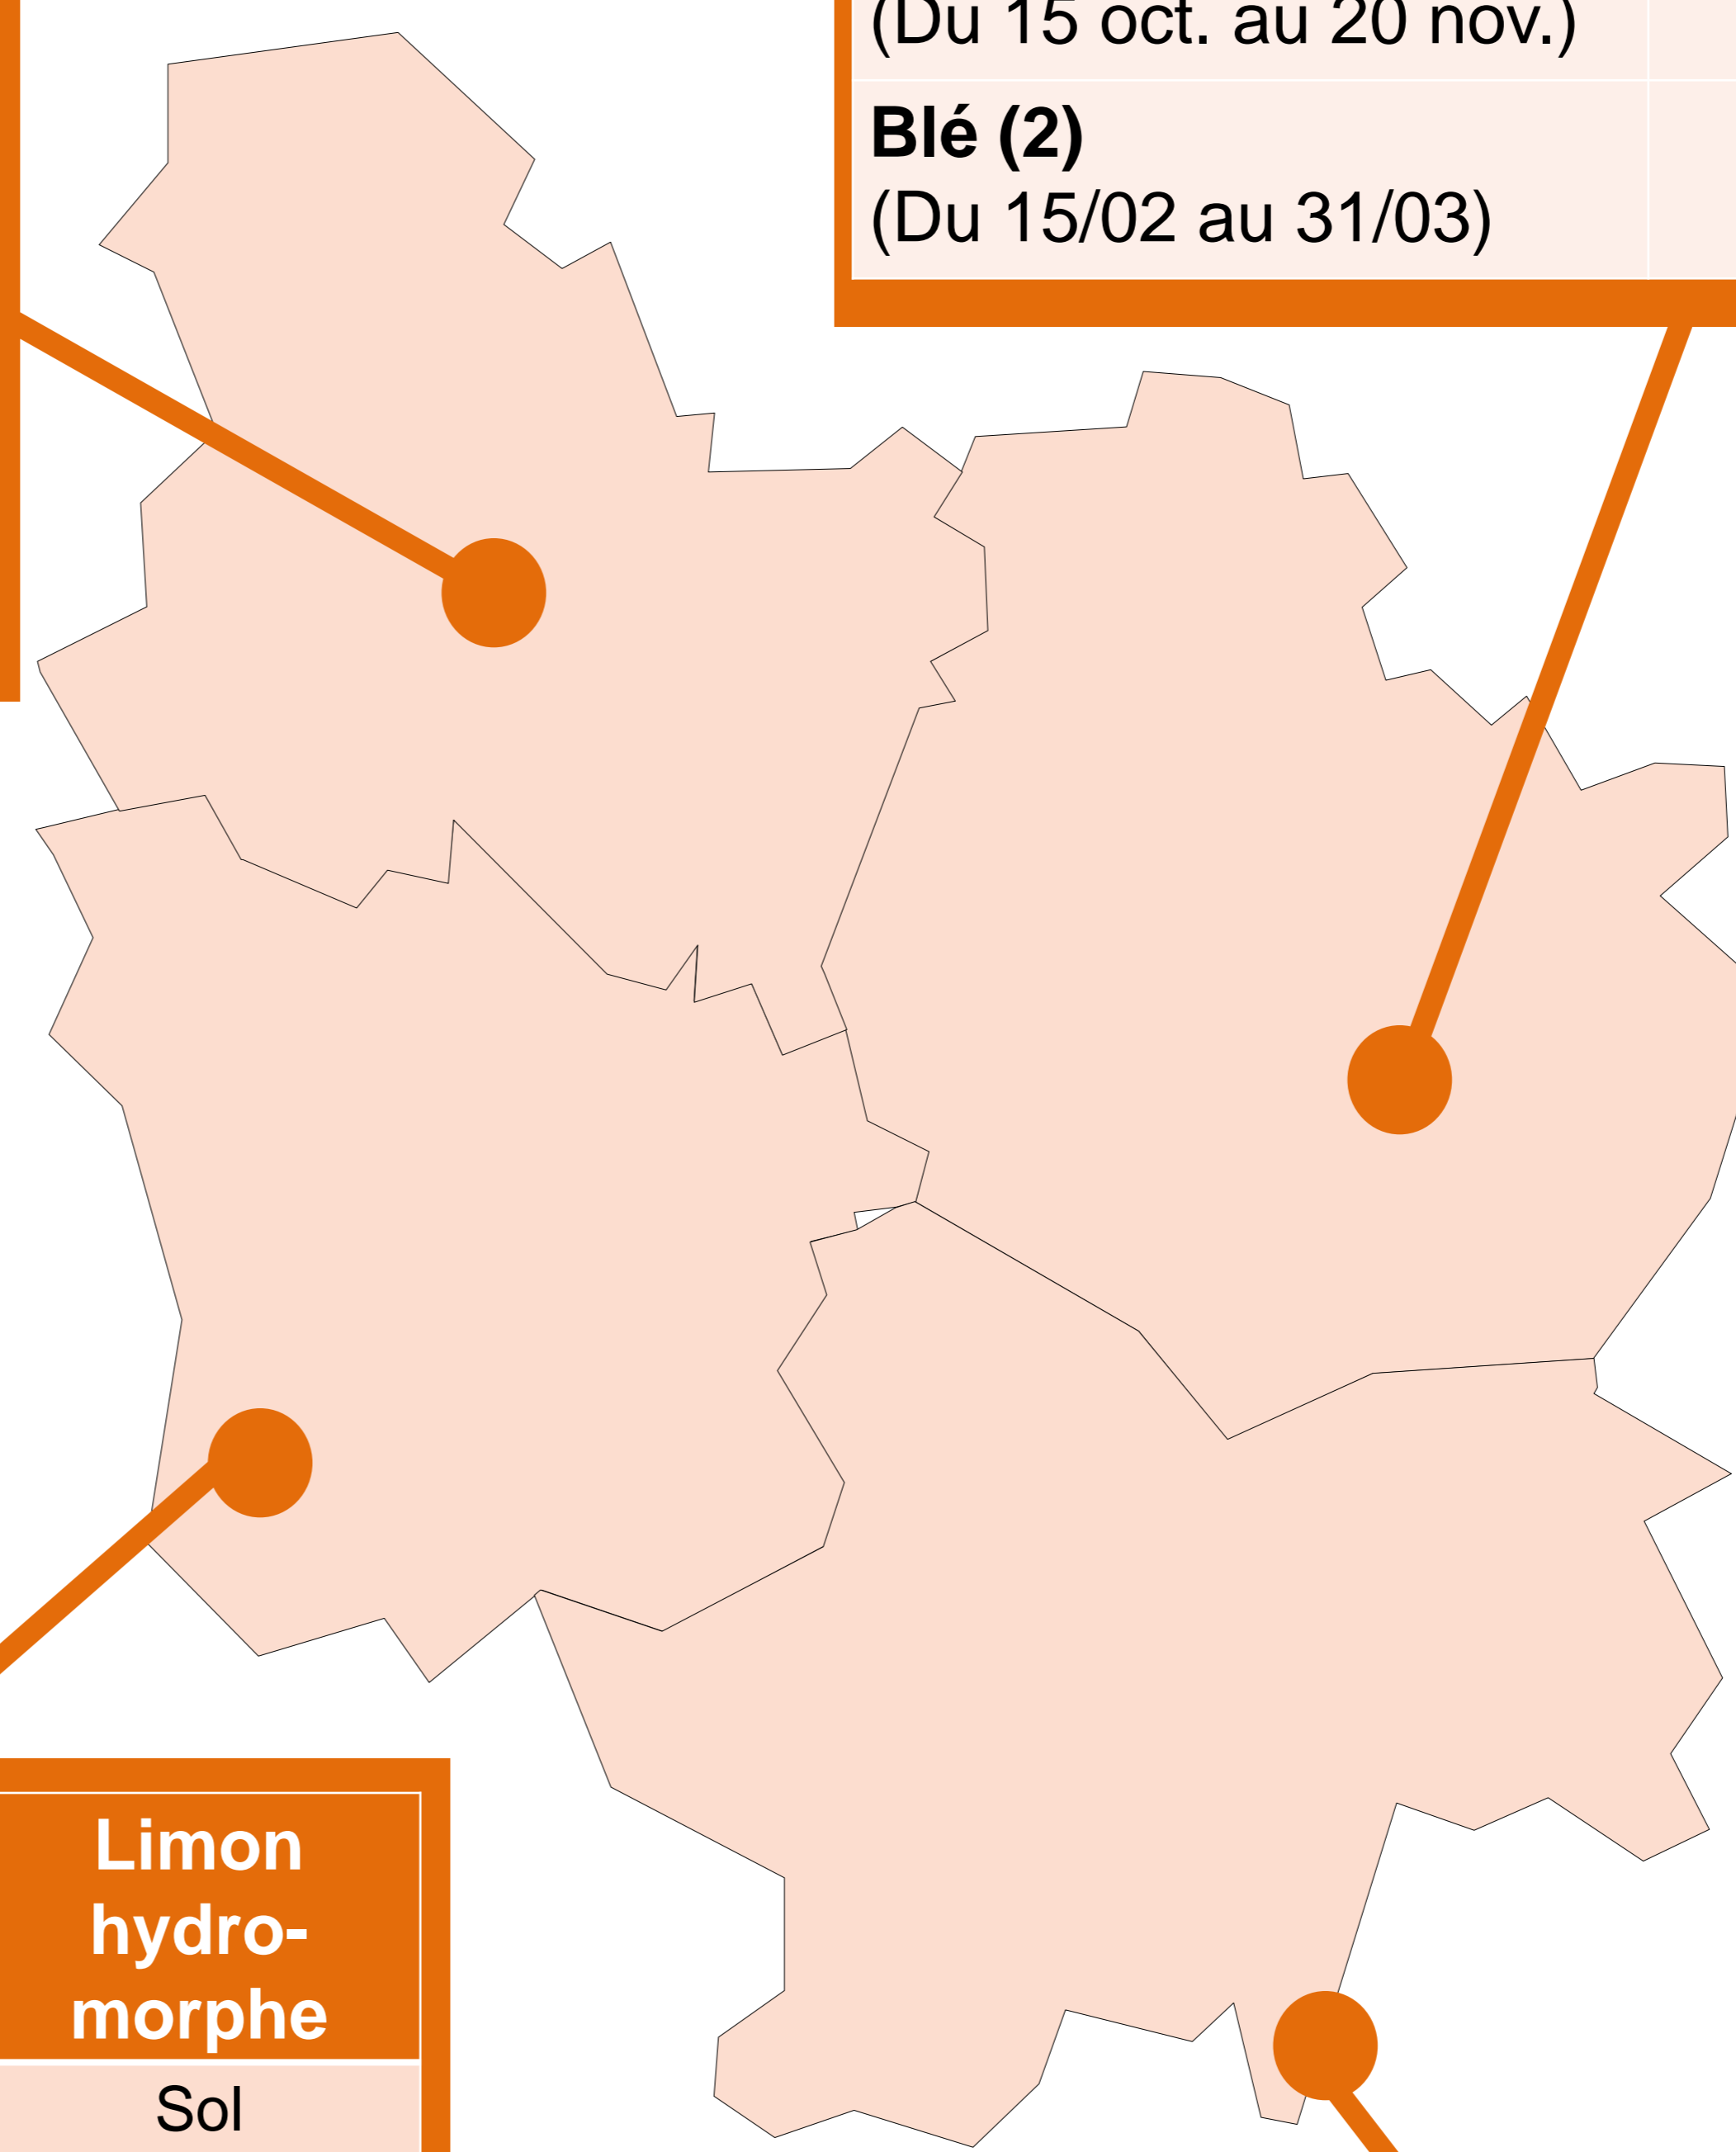 (Du 15 oct. au 20 nov.)
Blé (2)
(Du 15/02 au 31/03)
Limon
hydro-
morphe
Sol